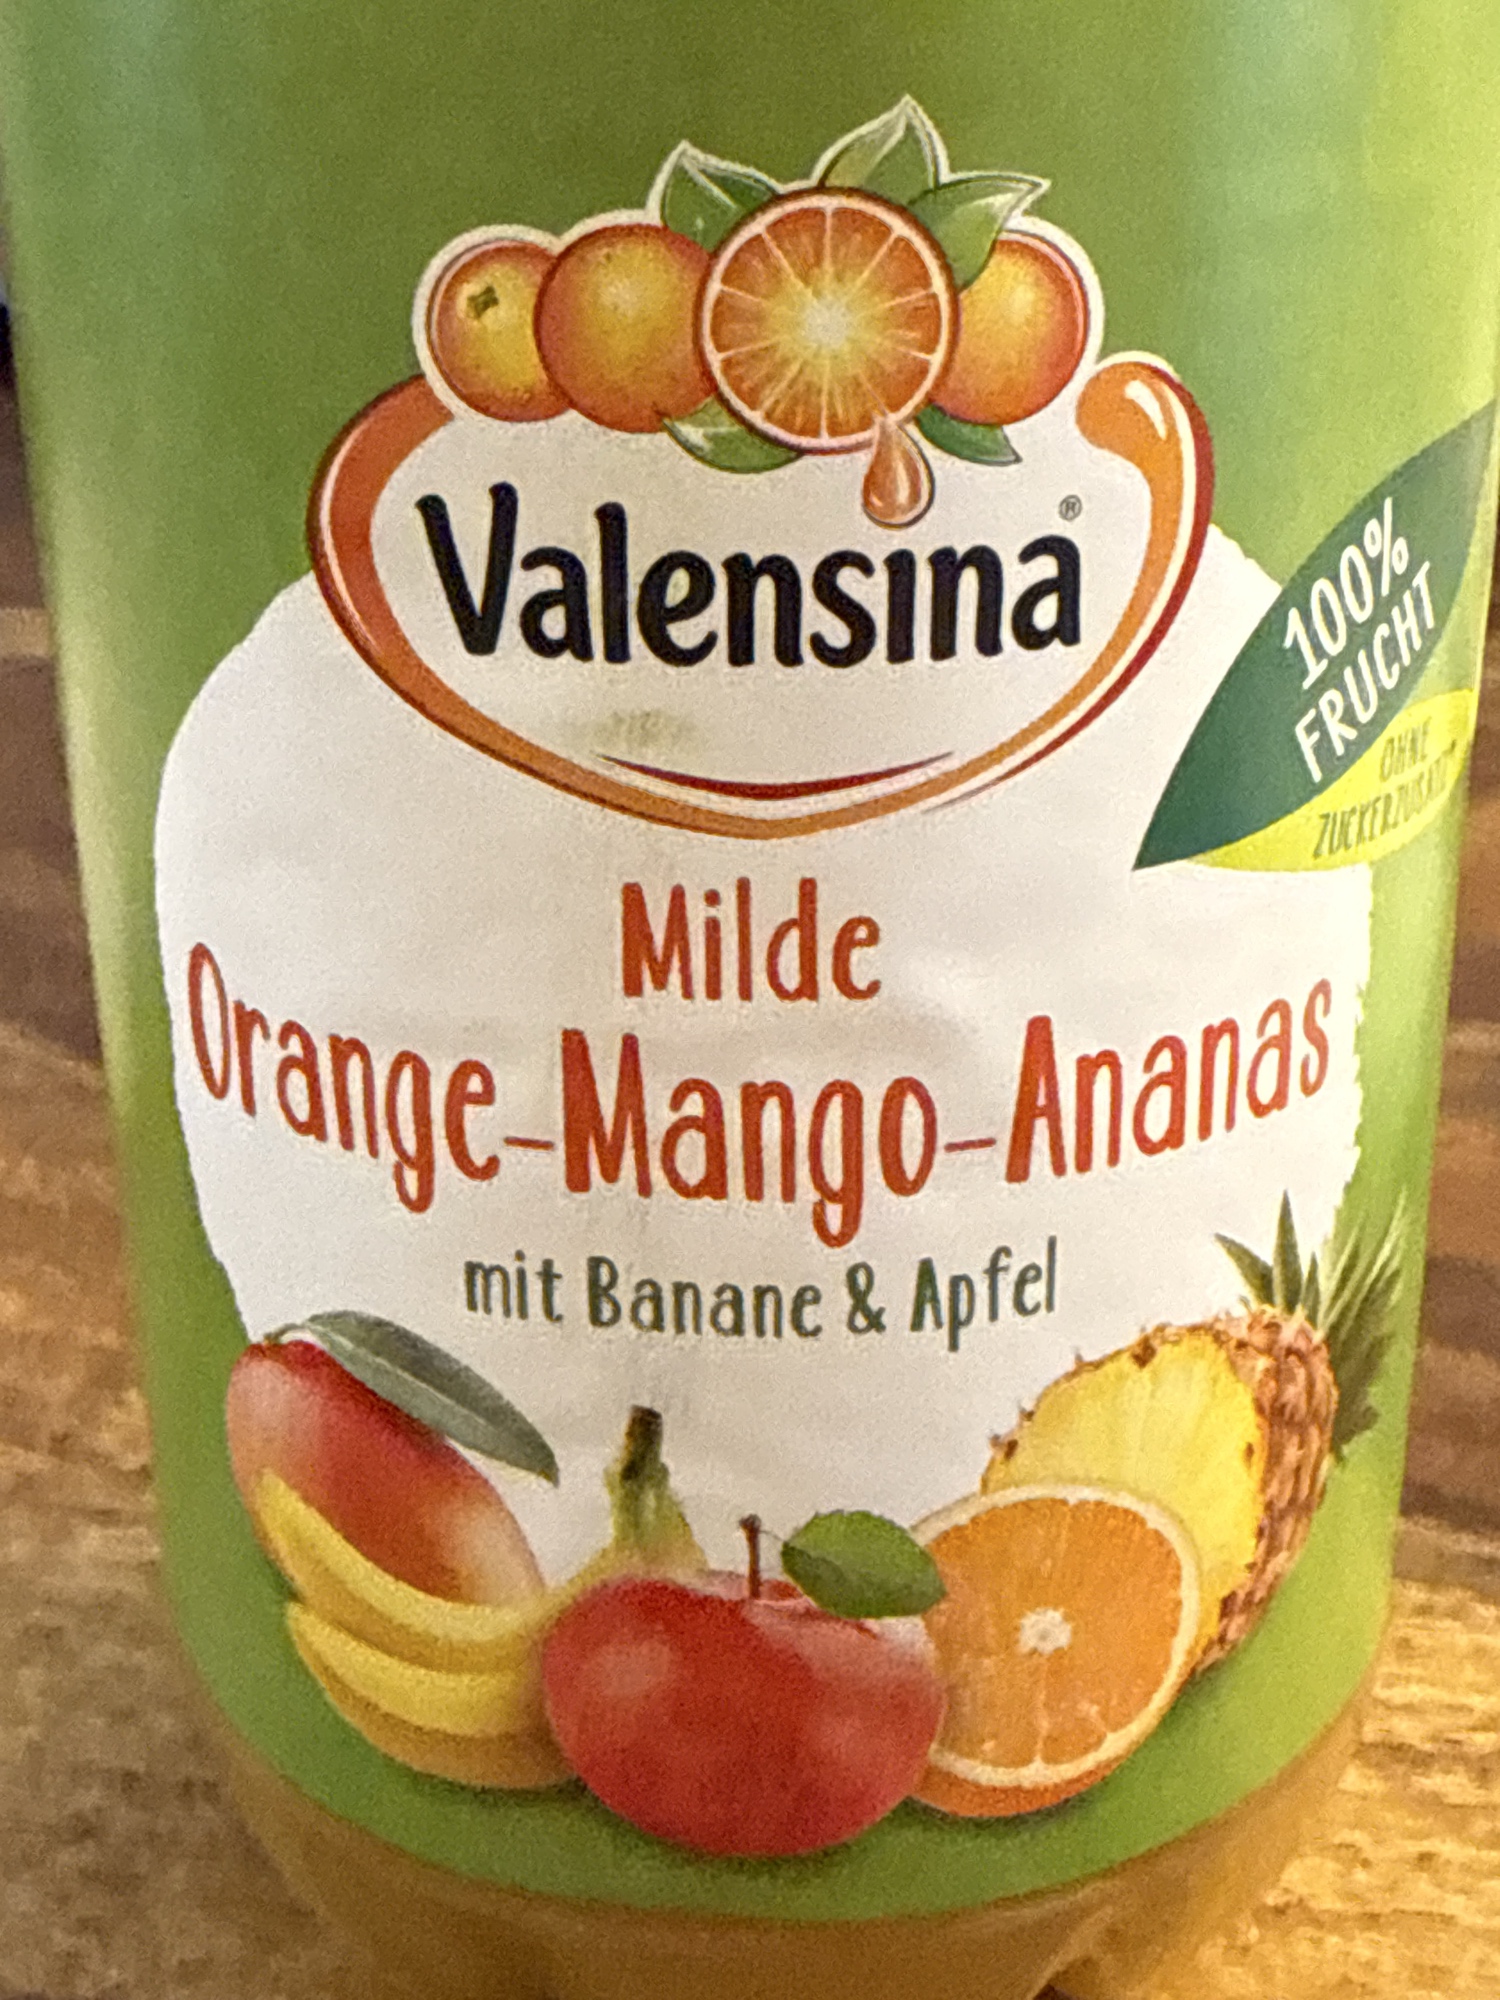 Valensina®
100%
FRUCHT
OHNE
ZUCKERZUSATZ*
Milde
Orange-Mango-Ananas
mit Banane & Apfel